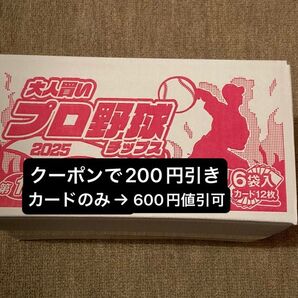 大人買い
プロ野球
2025
チップス
第1
クーポンで200円引き
カードのみ→600円値引可
6袋入
カード12枚